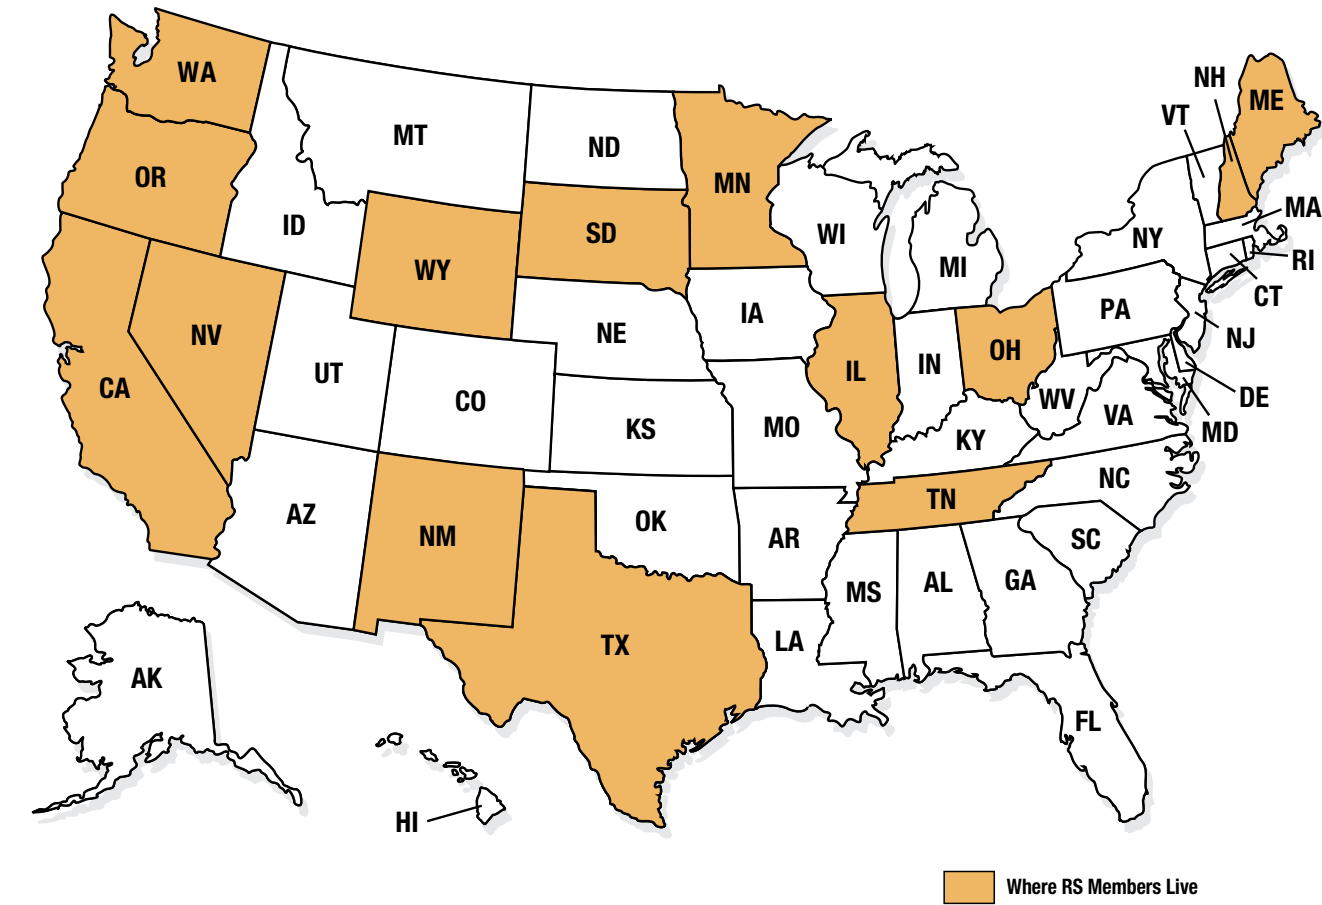 WA
OR
CA
NV
ID
MT
WY
UT
AZ
CO
NM
ND
SD
NE
KS
OK
TX
MN
IA
MO
AR
LA
WI
IL
MI
IN
OH
KY
TN
MS
AL
GA
FL
SC
NC
VA
WV
PA
NY
VT
NH
ME
MA
RI
CT
NJ
DE
MD
AK
HI
Where RS Members Live